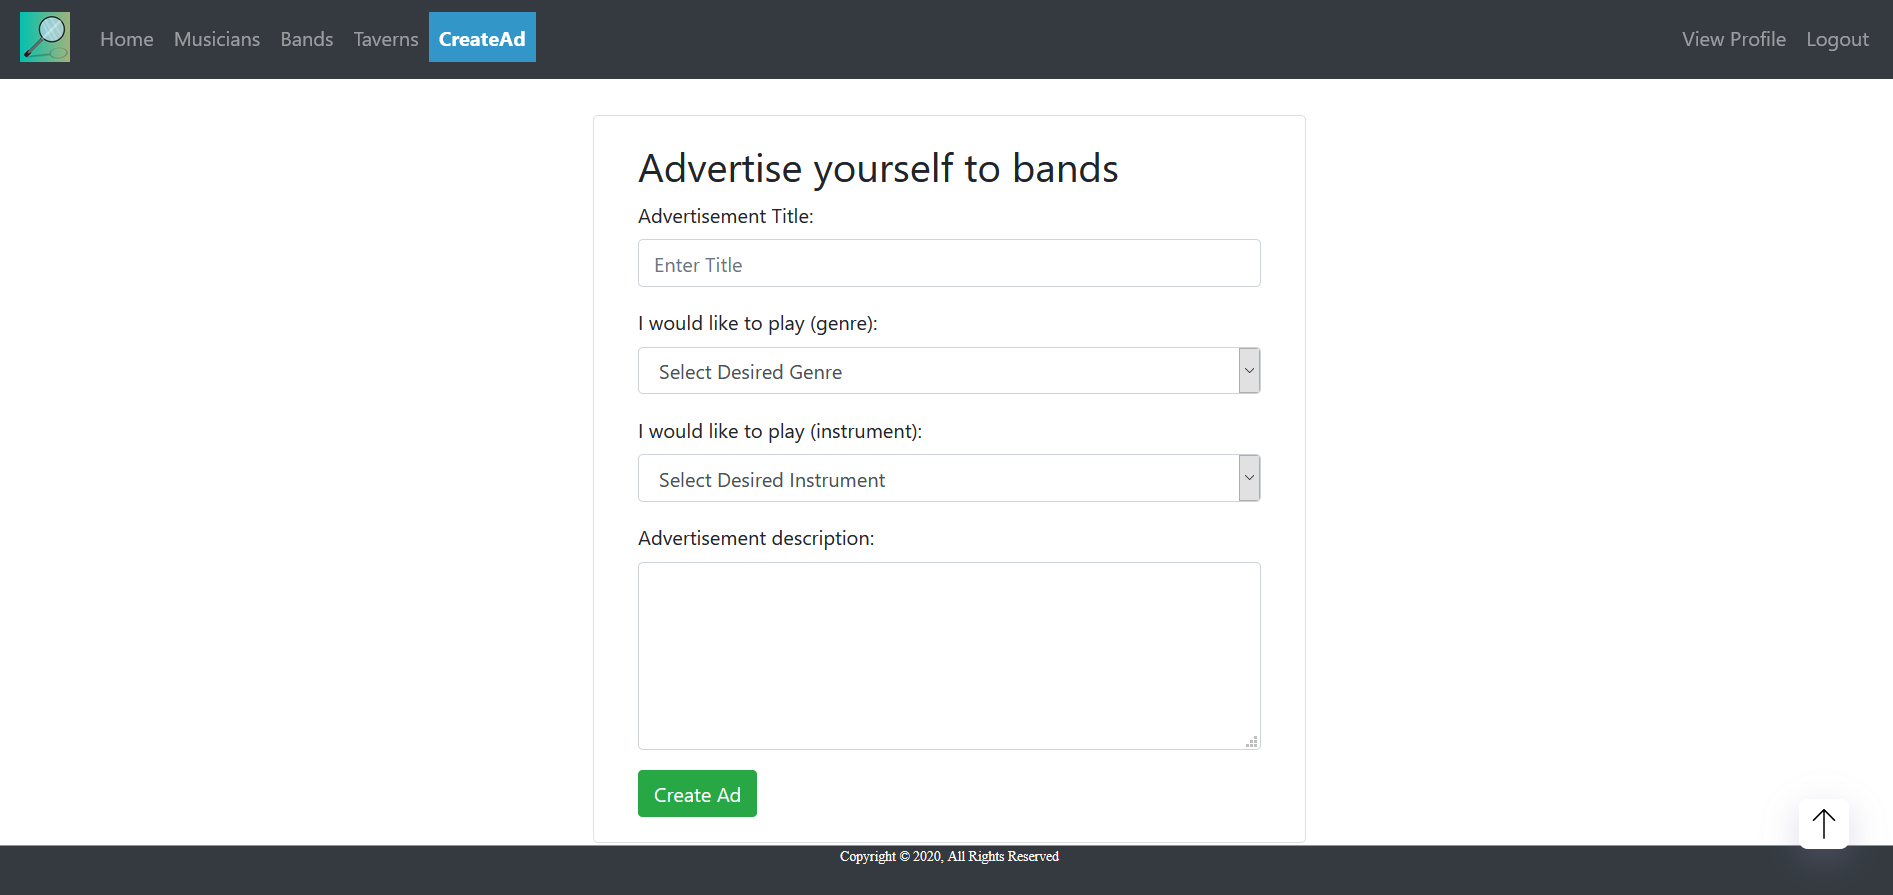 Home Musicians Bands Taverns CreateAd View Profile Logout
Advertise yourself to bands
Advertisement Title:
Enter Title
I would like to play (genre):
Select Desired Genre
I would like to play (instrument):
Select Desired Instrument
Advertisement description:
Create Ad
Copyright © 2020, All Rights Reserved